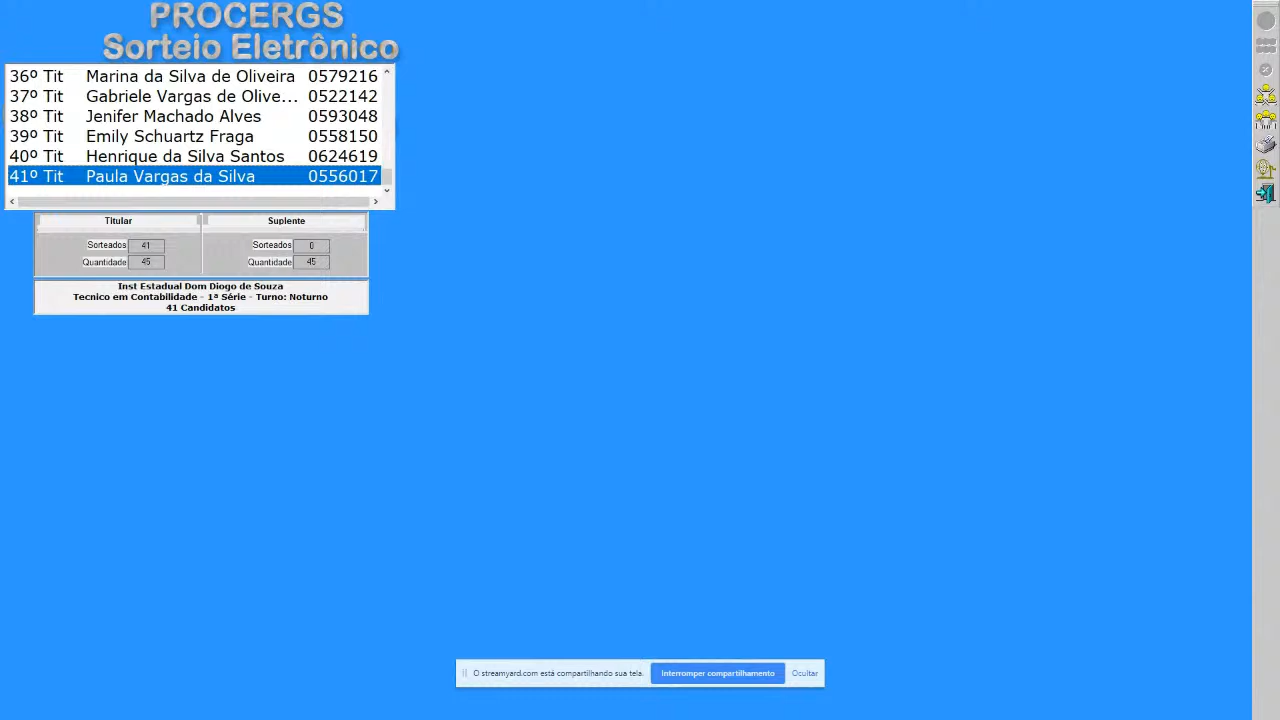 PROCERGS
Sorteio Eletrônico
36º Tit Marina da Silva de Oliveira 0579216
37º Tit Gabriele Vargas de Olive... 0522142
38º Tit Jenifer Machado Alves 0593048
39º Tit Emily Schuartz Fraga 0558150
40º Tit Henrique da Silva Santos 0624619
41º Tit Paula Vargas da Silva 0556017
Titular Suplente
Sorteados 41 Sorteados 0
Quantidade 45 Quantidade 45
Inst Estadual Dom Diogo de Souza
Tecnico em Contabilidade - 1ª Série - Turno: Noturno
41 Candidatos
O streamyard.com está compartilhando sua tela. Interromper compartilhamento Ocultar